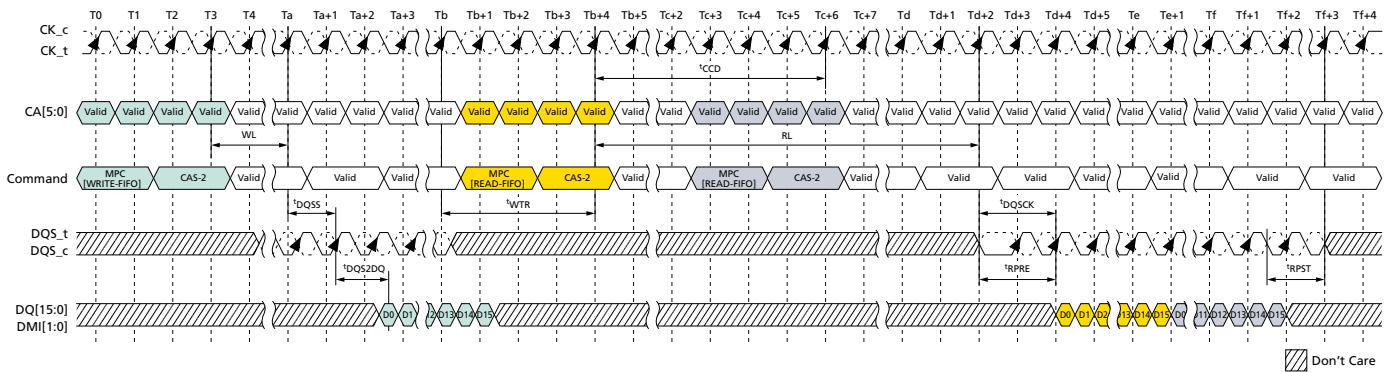 T0 T1 T2 T3 T4 Ta Ta+1 Ta+2 Ta+3 Tb Tb+1 Tb+2 Tb+3 Tb+4 Tb+5 Tc+2 Tc+3 Tc+4 Tc+5 Tc+6 Tc+7 Td Td+1 Td+2 Td+3 Td+4 Td+5 Te Te+1 Tf Tf+1 Tf+2 Tf+3 Tf+4
CK_c
CK_t
tCCD
CA[5:0] Valid Valid Valid Valid Valid Valid Valid Valid Valid Valid Valid Valid Valid Valid Valid Valid Valid Valid Valid Valid Valid Valid Valid Valid Valid Valid Valid Valid Valid Valid Valid Valid Valid Valid
WL RL
Command MPC [WRITE-FIFO] CAS-2 Valid Valid Valid MPC [READ-FIFO] CAS-2 Valid MPC [READ-FIFO] CAS-2 Valid Valid Valid Valid Valid Valid Valid Valid
tDQSS tWTR tDQSCK
DQS_t
DQS_c
tDQS2DQ tRPRE tRPST
DQ[15:0] D0 D1 2 D13 D14 D15 D0 D1 D2 13 D14 D15 D0 D11 D12 D13 D14 D15
DMI[1:0]
Don't Care